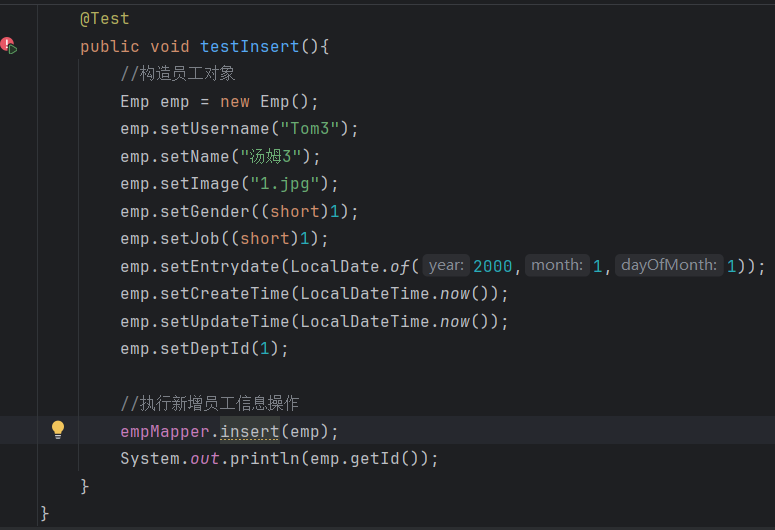 @Test
public void testInsert(){
//构造员工对象
Emp emp = new Emp();
emp.setUsername("Tom3");
emp.setName("汤姆3");
emp.setImage("1.jpg");
emp.setGender((short)1);
emp.setJob((short)1);
emp.setEntrydate(LocalDate.of( year: 2000, month: 1, dayOfMonth: 1));
emp.setCreateTime(LocalDateTime.now());
emp.setUpdateTime(LocalDateTime.now());
emp.setDeptId(1);
//执行新增员工信息操作
empMapper.insert(emp);
System.out.println(emp.getId());
}
}